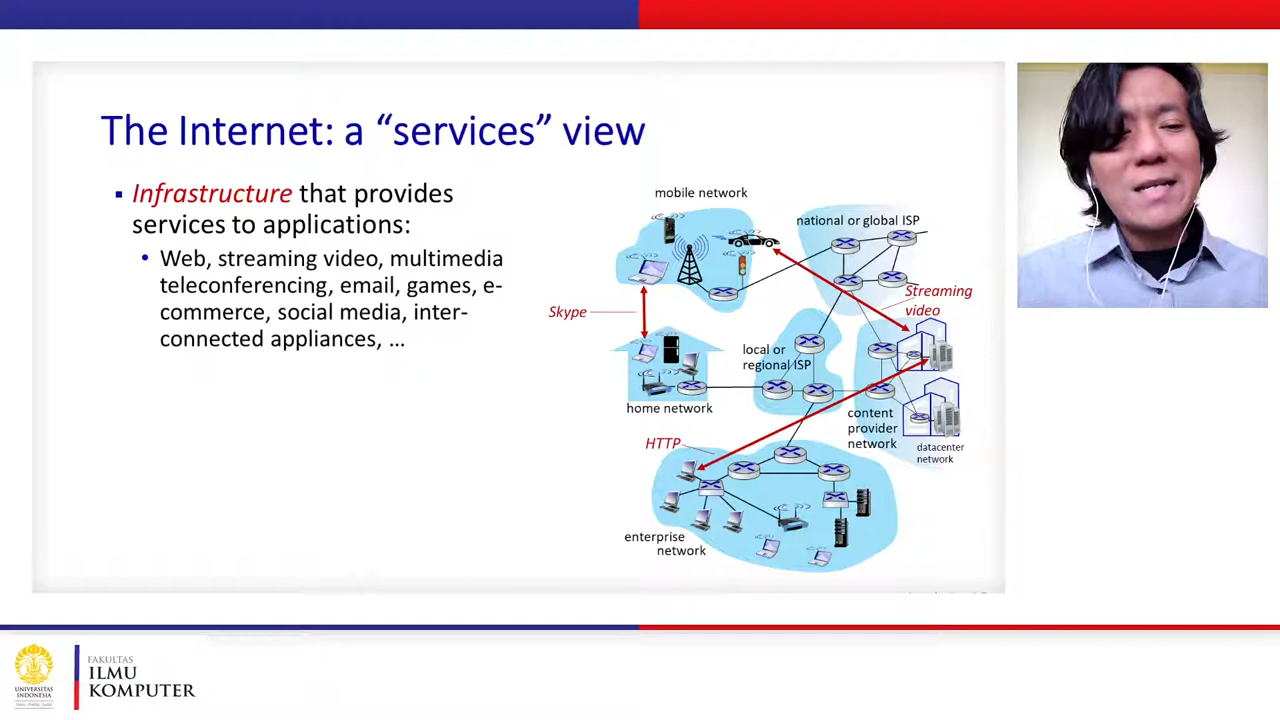 The Internet: a “services” view
▪ Infrastructure that provides
services to applications:
• Web, streaming video, multimedia
teleconferencing, email, games, e-
commerce, social media, inter-
connected appliances, …
mobile network
national or global ISP
Streaming
video
Skype
local or
regional ISP
home network
content
provider
network
datacenter
network
HTTP
enterprise
network
UNIVERSITAS
INDONESIA
FAKULTAS
ILMU
KOMPUTER